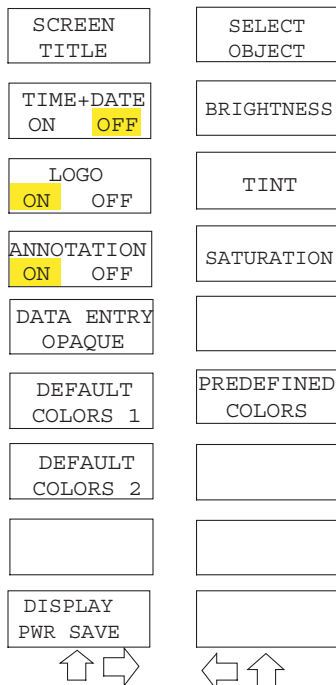 SCREEN
TITLE
TIME+DATE
ON OFF
LOGO
ON OFF
ANNOTATION
ON OFF
DATA ENTRY
OPAQUE
DEFAULT
COLORS 1
DEFAULT
COLORS 2
DISPLAY
PWR SAVE
SELECT
OBJECT
BRIGHTNESS
TINT
SATURATION
PREDEFINED
COLORS